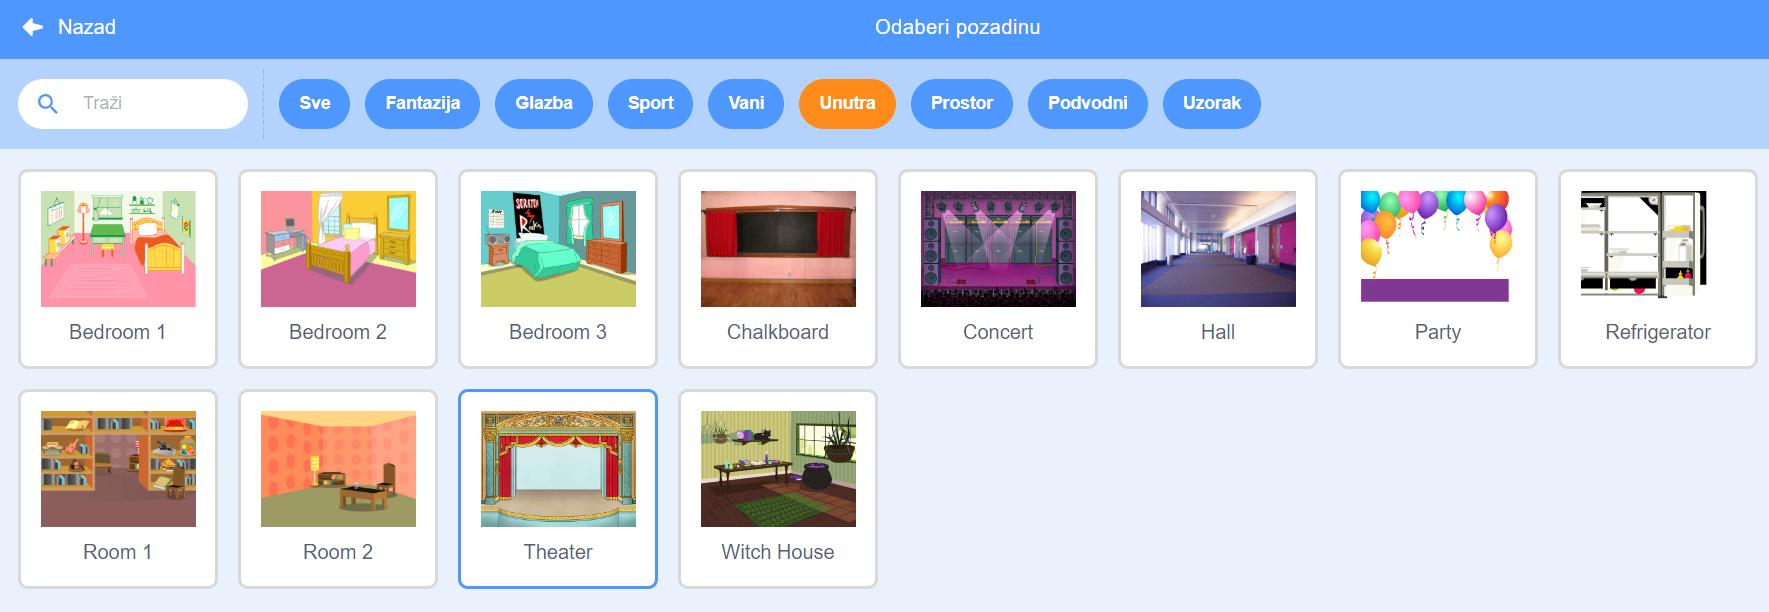 Nazad
Odaberi pozadinu
Traži
Sve
Fantazija
Glazba
Sport
Vani
Unutra
Prostor
Podvodni
Uzorak
SCRATCH
Rocks
Bedroom 1
Bedroom 2
Bedroom 3
Chalkboard
Concert
Hall
Party
Refrigerator
Room 1
Room 2
Theater
Witch House